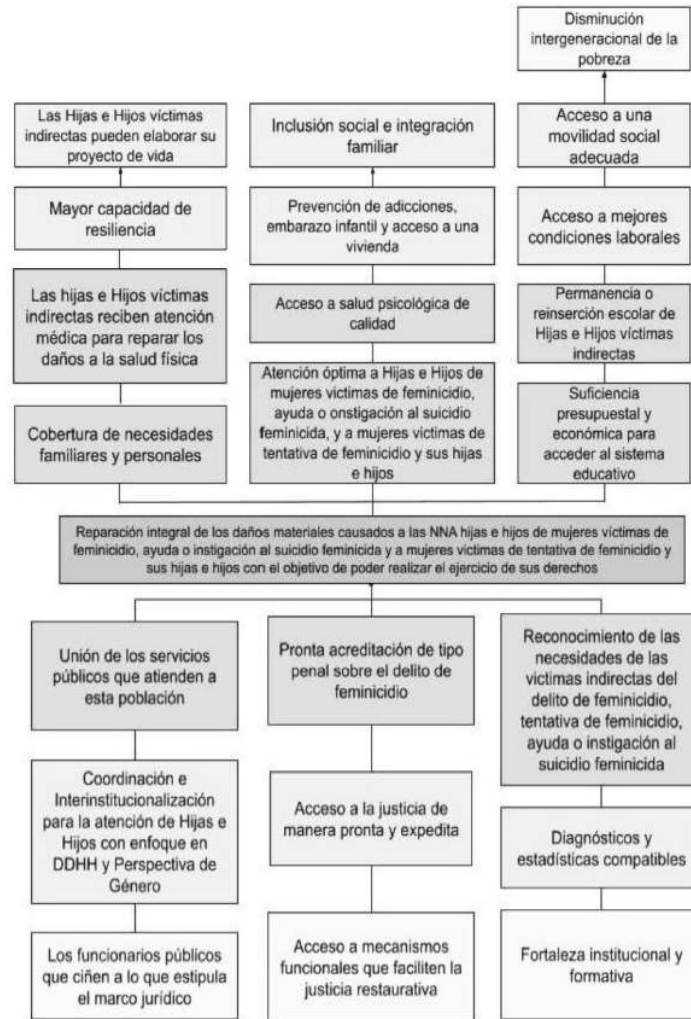 Disminución
intergeneracional de la
pobreza
Las Hijas e Hijos víctimas
indirectas pueden elaborar su
proyecto de vida
Inclusión social e integración
familiar
Acceso a una
movilidad social
adecuada
Mayor capacidad de
resiliencia
Prevención de adicciones,
embarazo infantil y acceso a una
vivienda
Acceso a mejores
condiciones laborales
Las hijas e Hijos víctimas
indirectas reciben atención
médica para reparar los
daños a la salud física
Acceso a salud psicológica de
calidad
Permanencia o
reinserción escolar de
Hijas e Hijos víctimas
indirectas
Cobertura de necesidades
familiares y personales
Atención óptima a Hijas e Hijos de
mujeres victimas de feminicidio,
ayuda o onstigación al suicidio
feminicida, y a mujeres victimas de
tentativa de feminicidio y sus hijas
e hijos
Suficiencia
presupuestal y
económica para
acceder al sistema
educativo
Reparación integral de los daños materiales causados a las NNA hijas e hijos de mujeres víctimas de
feminicidio, ayuda o instigación al suicidio feminicida y a mujeres víctimas de tentativa de feminicidio y
sus hijas e hijos con el objetivo de poder realizar el ejercicio de sus derechos
Unión de los servicios
públicos que atienden a
esta población
Pronta acreditación de tipo
penal sobre el delito de
feminicidio
Reconocimiento de las
necesidades de las
victimas indirectas del
delito de feminicidio,
tentativa de feminicidio,
ayuda o instigación al
suicidio feminicida
Coordinación e
Interinstitucionalización
para la atención de Hijas e
Hijos con enfoque en
DDHH y Perspectiva de
Género
Acceso a la justicia de
manera pronta y expedita
Diagnósticos y
estadísticas compatibles
Los funcionarios públicos
que ciñen a lo que estipula
el marco jurídico
Acceso a mecanismos
funcionales que faciliten la
justicia restaurativa
Fortaleza institucional y
formativa